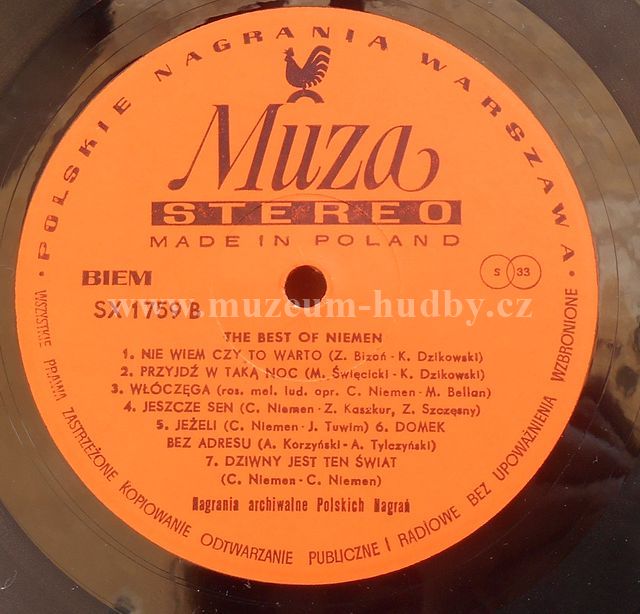 • POLSKIE NAGRANIA WARSZAWA •
Muza
STEREO
MADE IN POLAND
BIEM
S 33
SX 1759 B
www.muzeum-hudby.cz
THE BEST OF NIEMEN
1. NIE WIEM CZY TO WARTO (Z. Bizoń - K. Dzikowski)
2. PRZYJDŹ W TAKĄ NOC (M. Święcicki - K. Dzikowski)
3. WŁÓCZĘGA (ros. mel. lud. opr. C. Niemen - M. Bellan)
4. JESZCZE SEN (C. Niemen - Z. Kaszkur, Z. Szczęsny)
5. JEŻELI (C. Niemen - J. Tuwim) 6. DOMEK
BEZ ADRESU (A. Korzyński - A. Tylczyński)
7. DZIWNY JEST TEN ŚWIAT
(C. Niemen - C. Niemen)
Nagrania archiwalne Polskich Nagrań
WSZYSTKIE PRAWA ZASTRZEŻONE KOPIOWANIE ODTWARZANIE PUBLICZNE I RADIOWE BEZ UPOWAŻNIENIA WZBRONIONE